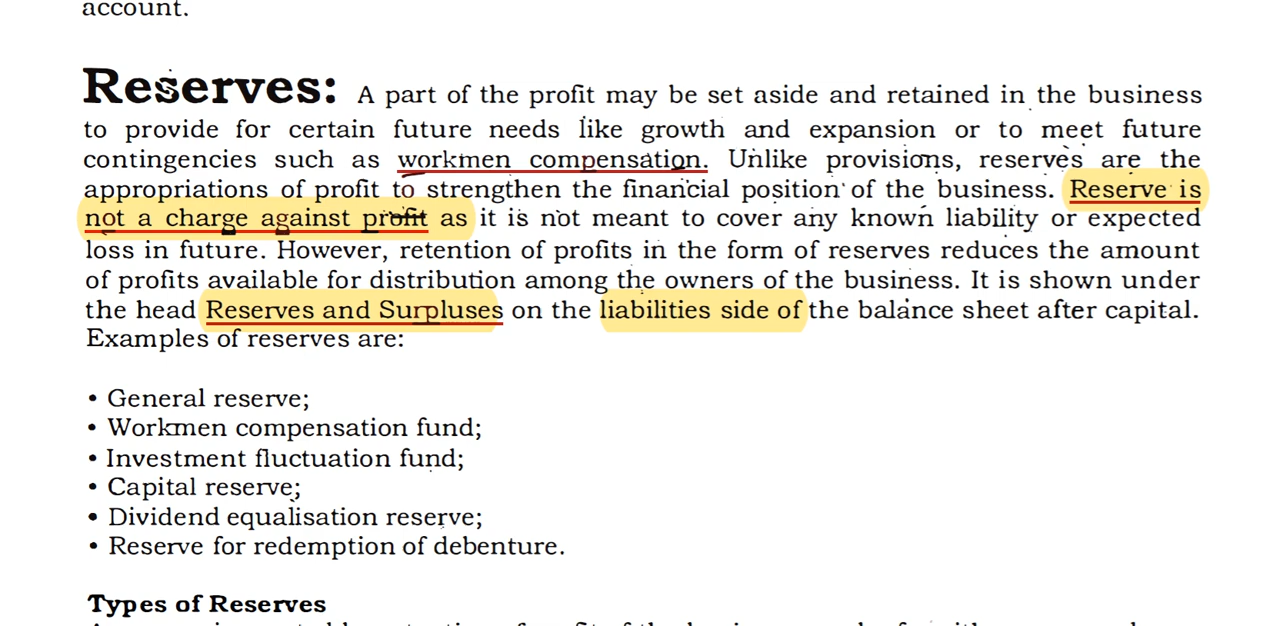 account.
Reserves: A part of the profit may be set aside and retained in the business
to provide for certain future needs like growth and expansion or to meet future
contingencies such as workmen compensation. Unlike provisions, reserves are the
appropriations of profit to strengthen the financial position of the business. Reserve is
not a charge against profit as it is not meant to cover any known liability or expected
loss in future. However, retention of profits in the form of reserves reduces the amount
of profits available for distribution among the owners of the business. It is shown under
the head Reserves and Surpluses on the liabilities side of the balance sheet after capital.
Examples of reserves are:
• General reserve;
• Workmen compensation fund;
• Investment fluctuation fund;
• Capital reserve;
• Dividend equalisation reserve;
• Reserve for redemption of debenture.
Types of Reserves